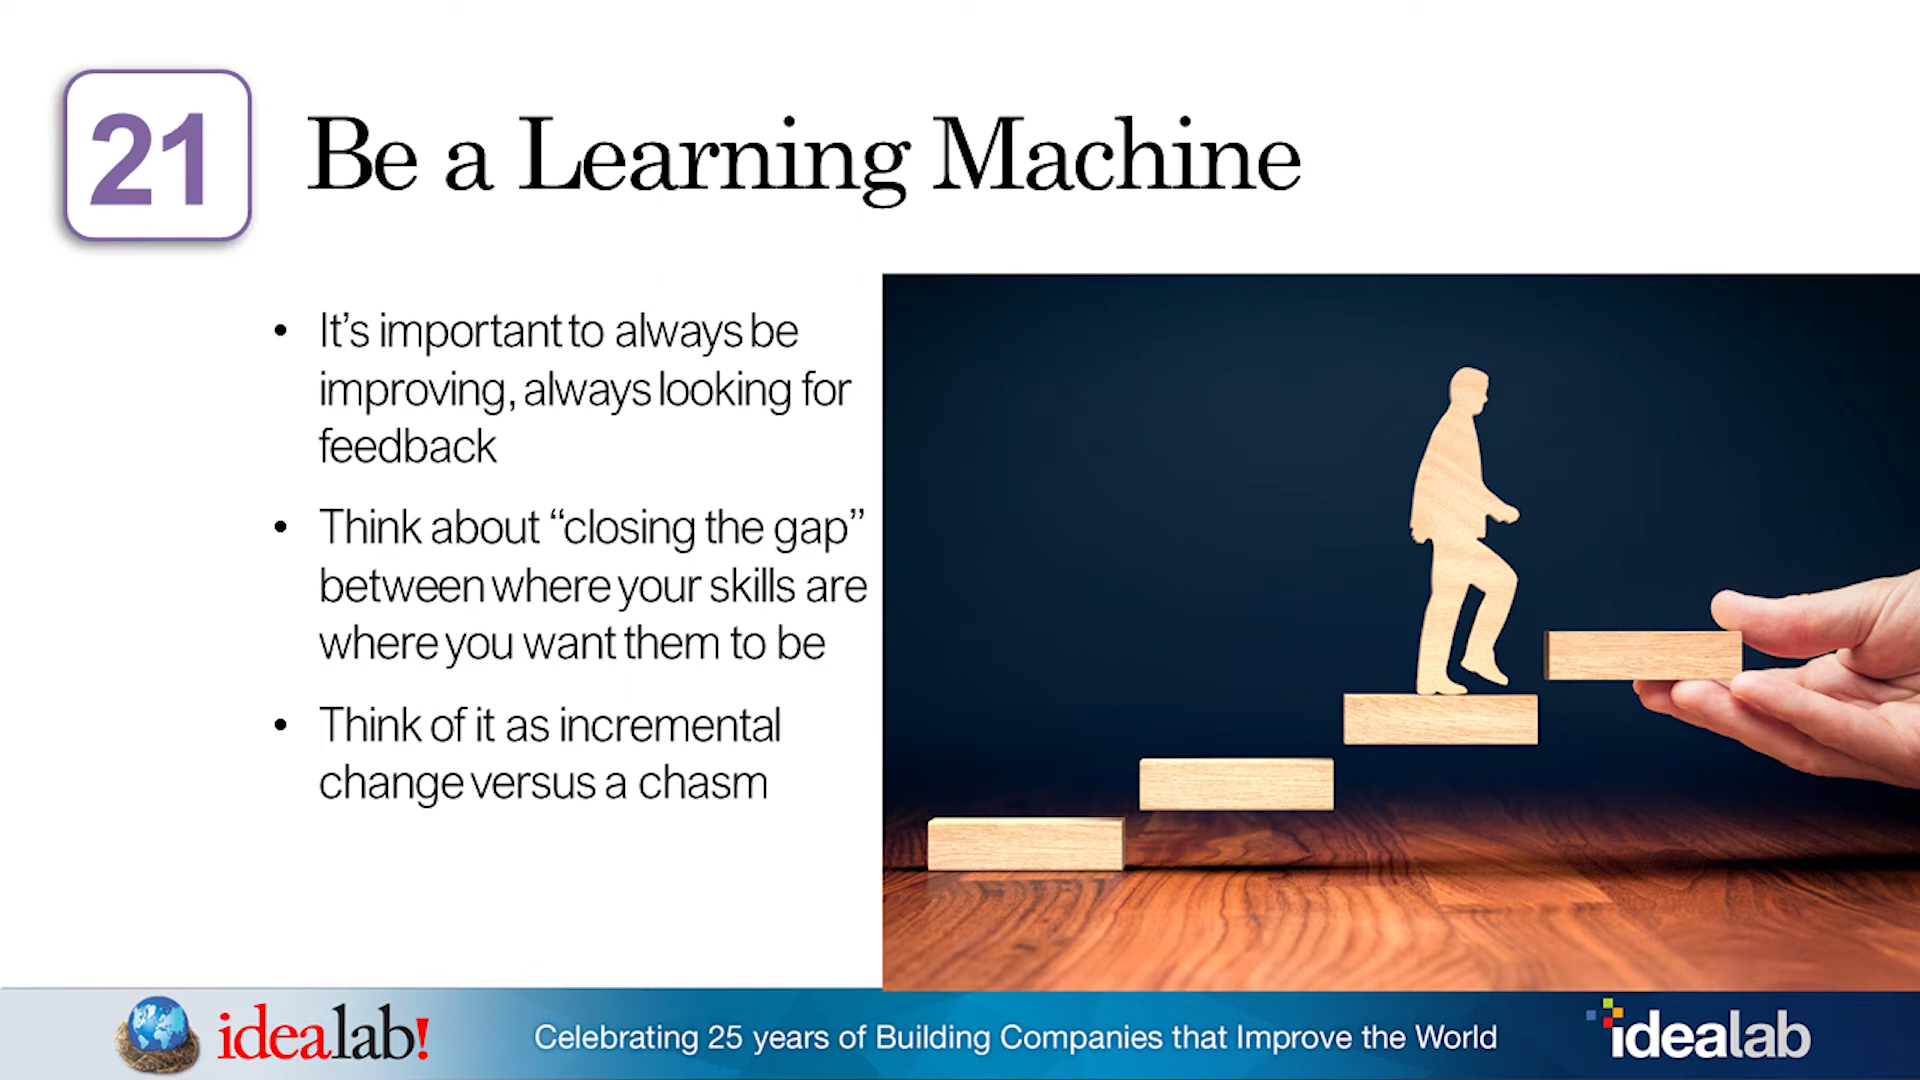 21
Be a Learning Machine
• It’s important to always be
improving, always looking for
feedback
• Think about “closing the gap”
between where your skills are
where you want them to be
• Think of it as incremental
change versus a chasm
idealab!
Celebrating 25 years of Building Companies that Improve the World
idealab